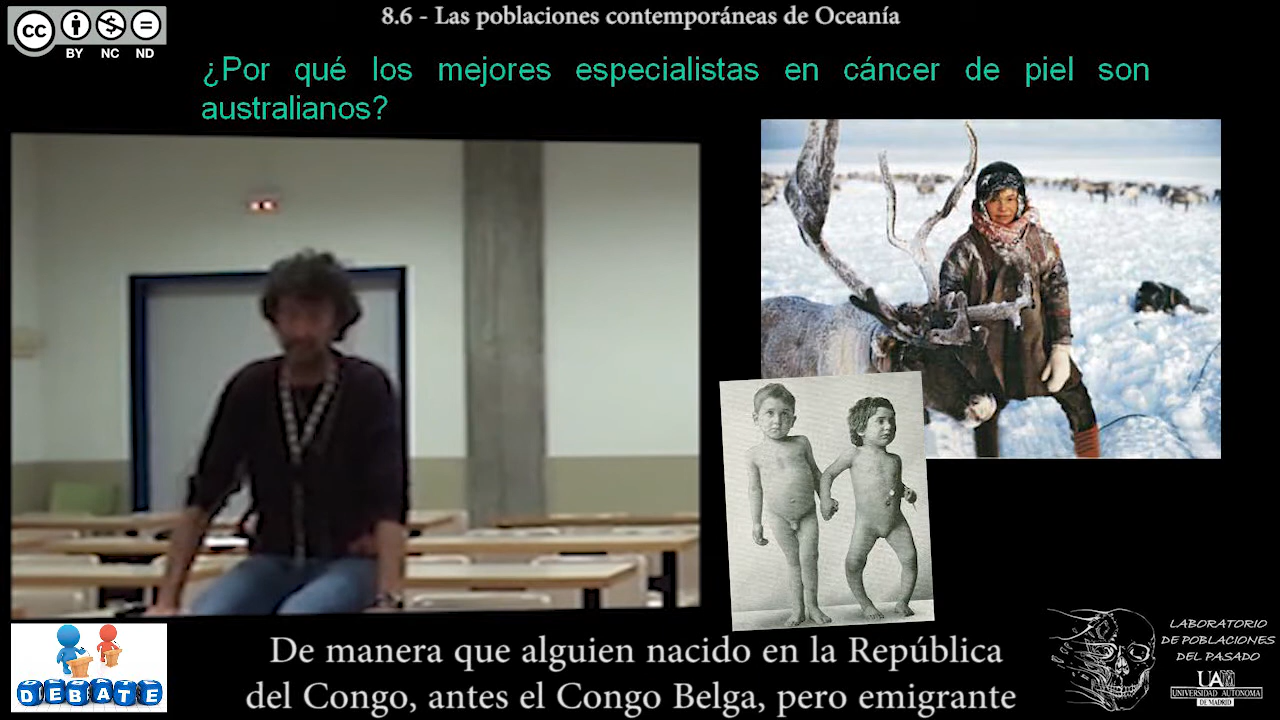 BY NC ND
8.6 - Las poblaciones contemporáneas de Oceanía
¿Por qué los mejores especialistas en cáncer de piel son
australianos?
DEBATE
De manera que alguien nacido en la República
del Congo, antes el Congo Belga, pero emigrante
LABORATORIO
DE POBLACIONES
DEL PASADO
UAM
UNIVERSIDAD AUTONOMA
DE MADRID